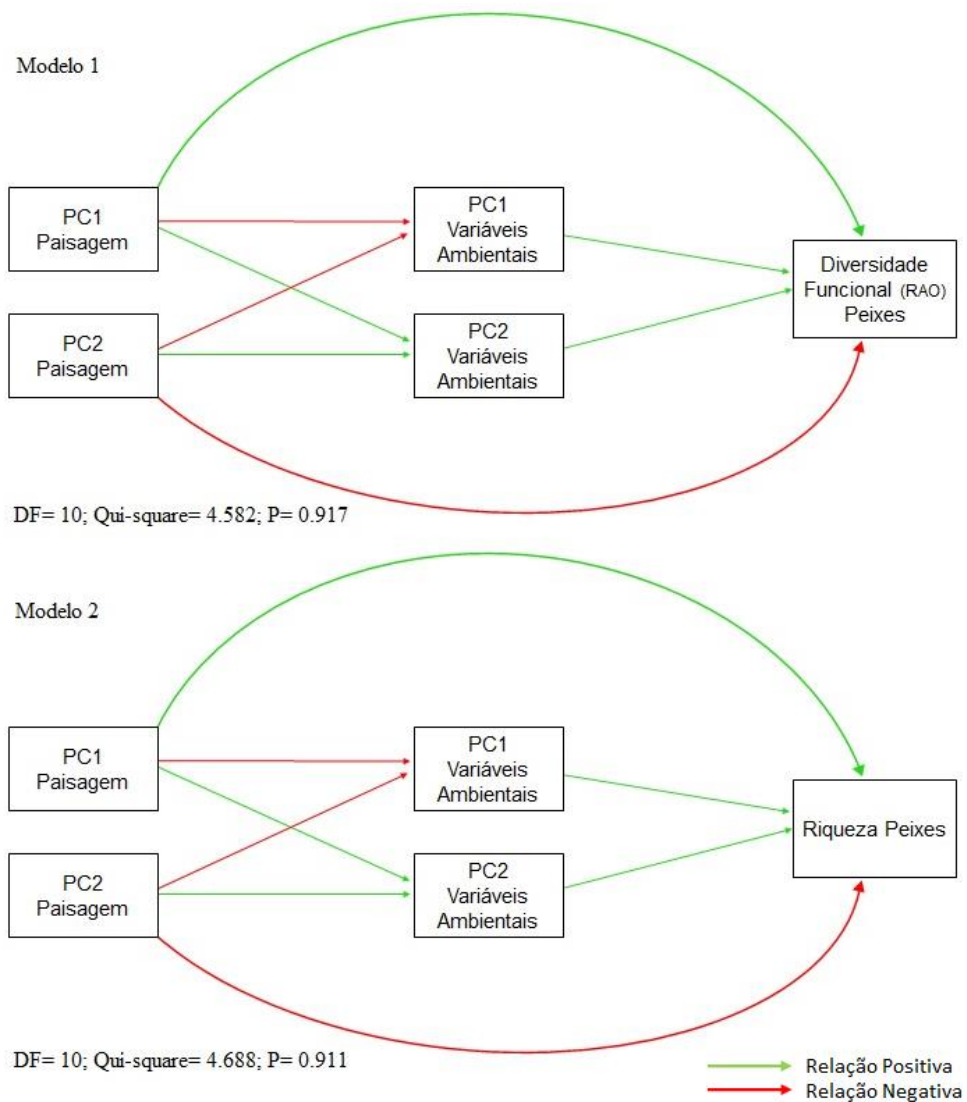 Modelo 1
PC1
Paisagem
PC1
Variáveis
Ambientais
Diversidade
Funcional (RAO)
Peixes
PC2
Paisagem
PC2
Variáveis
Ambientais
DF= 10; Qui-square= 4.582; P= 0.917
Modelo 2
PC1
Paisagem
PC1
Variáveis
Ambientais
Riqueza Peixes
PC2
Paisagem
PC2
Variáveis
Ambientais
DF= 10; Qui-square= 4.688; P= 0.911
Relação Positiva
Relação Negativa